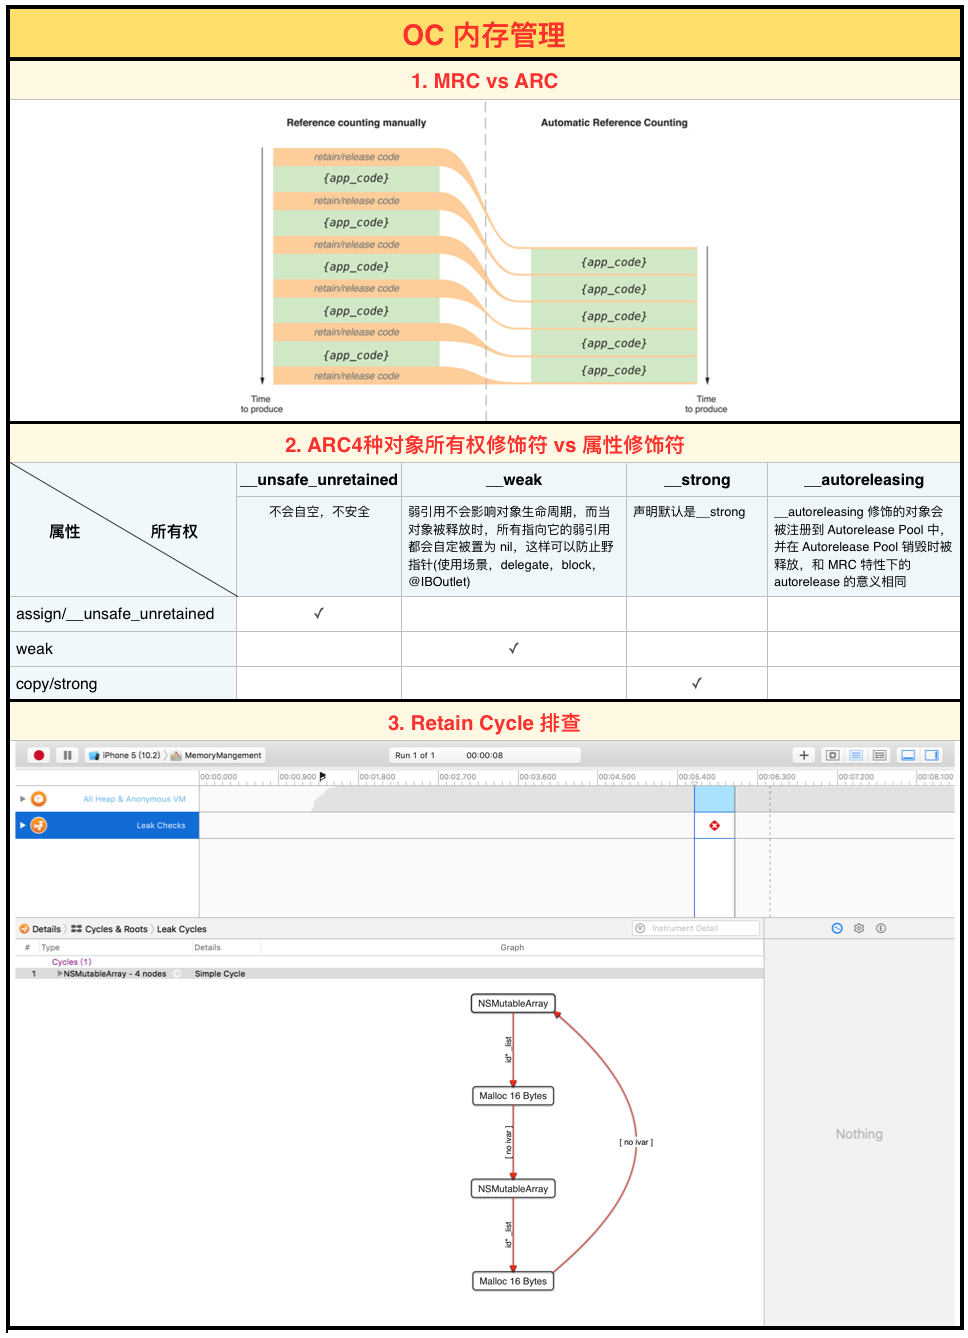 OC 内存管理
1. MRC vs ARC
Reference counting manually
Automatic Reference Counting
retain/release code
{app_code}
retain/release code
{app_code}
retain/release code
{app_code}
retain/release code
{app_code}
retain/release code
{app_code}
retain/release code
Time
to produce
{app_code}
{app_code}
{app_code}
{app_code}
{app_code}
Time
to produce
2. ARC4种对象所有权修饰符 vs 属性修饰符
属性 所有权
__unsafe_unretained
__weak
__strong
__autoreleasing
不会自空，不安全
弱引用不会影响对象生命周期，而当
对象被释放时，所有指向它的弱引用
都会自定被置为 nil，这样可以防止野
指针(使用场景，delegate，block，
@IBOutlet)
声明默认是__strong
__autoreleasing 修饰的对象会
被注册到 Autorelease Pool 中，
并在 Autorelease Pool 销毁时被
释放，和 MRC 特性下的
autorelease 的意义相同
assign/__unsafe_unretained ✓
weak ✓
copy/strong ✓
3. Retain Cycle 排查
iPhone 5 (10.2) MemoryMangement
Run 1 of 1 00:00:08
00:00.000 00:00.900 00:01.800 00:02.700 00:03.600 00:04.500 00:05.400 00:06.300 00:07.200 00:08.100
All Heap & Anonymous VM
Leak Checks
Details Cycles & Roots Leak Cycles
Instrument Detail
# Type Details Graph
Cycles (1)
1 NSMutableArray - 4 nodes Simple Cycle
NSMutableArray
id* _list
Malloc 16 Bytes
[ no ivar ]
[ no ivar ]
NSMutableArray
id* _list
Malloc 16 Bytes
Nothing